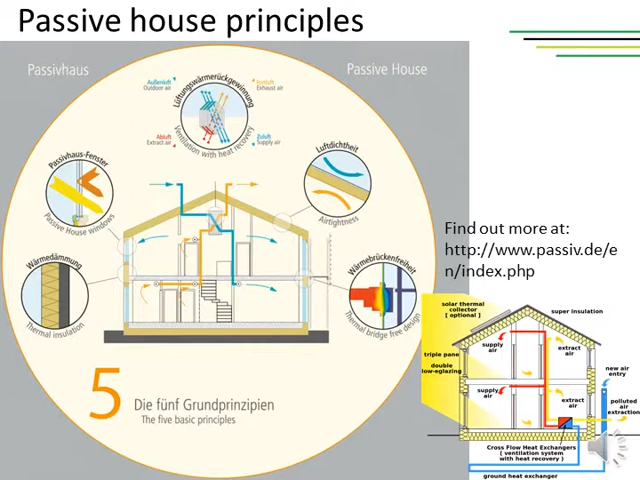 Passive house principles
Passivhaus
Passive House
Außenluft
Outdoor air
Fortluft
Exhaust air
Lüftungswärmerückgewinnung
Ventilation with heat recovery
Abluft
Extract air
Zuluft
Supply air
Passivhaus-Fenster
Passive House windows
Luftdichtheit
Airtightness
Wärmedämmung
Thermal insulation
Wärmebrückenfreiheit
Thermal bridge free design
5
Die fünf Grundprinzipien
The five basic principles
Find out more at:
http://www.passiv.de/e
n/index.php
solar thermal
collector
[ optional ]
super insulation
supply
air
extract
air
triple pane
double
low-eglazing
new air
entry
supply
air
extract
air
polluted
air
extraction
Cross Flow Heat Exchangers
( ventilation system
with heat recovery )
ground heat exchanger